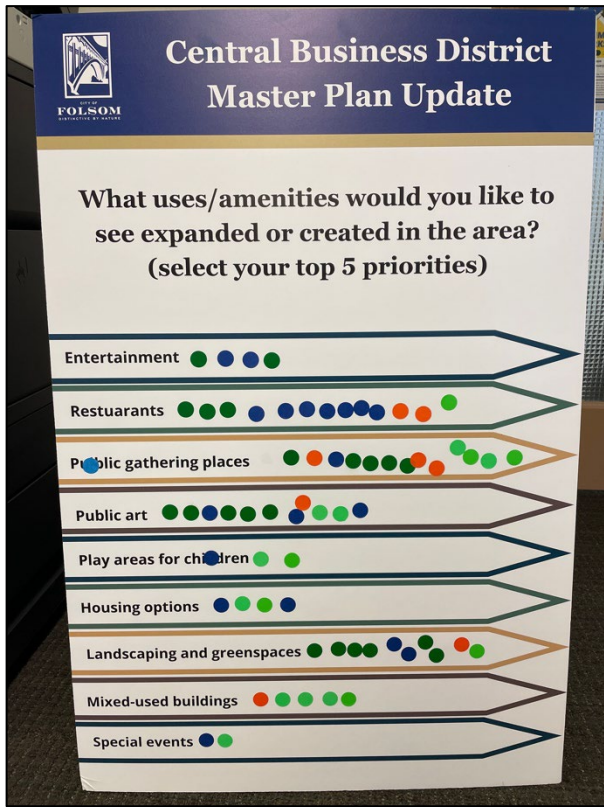 Central Business District
Master Plan Update
CITY OF
FOLSOM
DISTINCTIVE BY NATURE
What uses/amenities would you like to
see expanded or created in the area?
(select your top 5 priorities)
Entertainment
Restuarants
Public gathering places
Public art
Play areas for children
Housing options
Landscaping and greenspaces
Mixed-used buildings
Special events